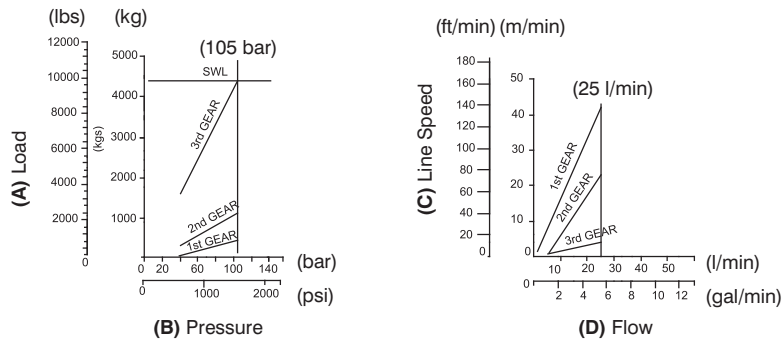 (lbs) (kg)
(105 bar)
12000
10000
8000
6000
4000
2000
0
5000
4000
3000
2000
1000
(kgs)
SWL
3rd GEAR
2nd GEAR
1st GEAR
(A) Load
0 20 60 100 140 (bar)
0 1000 2000 (psi)
(B) Pressure
(ft/min) (m/min)
(25 l/min)
180
160
140
120
100
80
60
40
20
0
50
40
30
20
10
0
1st GEAR
2nd GEAR
3rd GEAR
(C) Line Speed
10 20 30 40 50 (l/min)
2 4 6 8 10 12 (gal/min)
(D) Flow